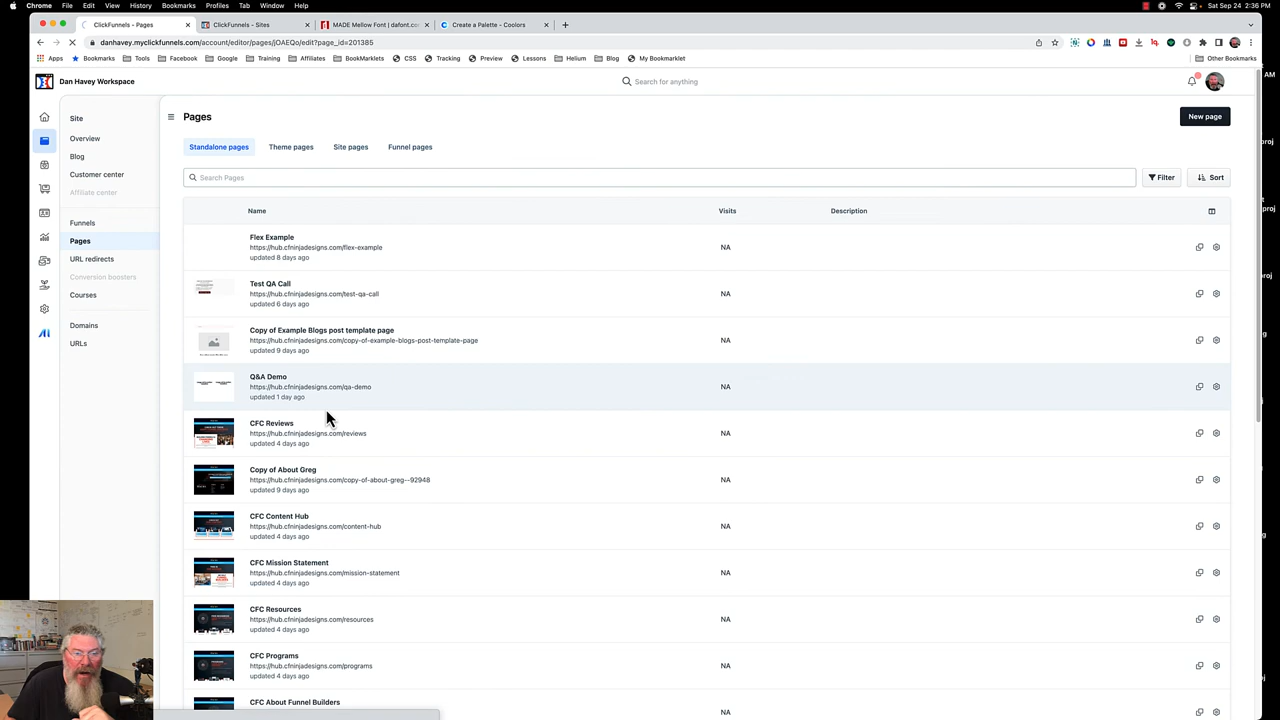 Chrome File Edit View History Bookmarks Profiles Tab Window Help Sat Sep 24 2:36 PM
ClickFunnels - Pages ClickFunnels - Sites MADE Mellow Font | dafont.co Create a Palette - Coolors
danhavey.myclickfunnels.com/account/editor/pages/jOAEQo/edit?page_id=201385
Apps Bookmarks Tools Facebook Google Training Affiliates BookMarklets CSS Tracking Preview Lessons Helium Blog My Bookmarklet Other Bookmarks
AM
Dan Havey Workspace
Search for anything
Site
Overview
Blog
Customer center
Affiliate center
Funnels
Pages
URL redirects
Conversion boosters
Courses
Domains
URLs
Pages
New page
Standalone pages Theme pages Site pages Funnel pages
Search Pages
Filter Sort
Name Visits Description
Flex Example
https://hub.cfninjadesigns.com/flex-example NA
updated 8 days ago
Test QA Call
https://hub.cfninjadesigns.com/test-qa-call NA
updated 6 days ago
Copy of Example Blogs post template page
https://hub.cfninjadesigns.com/copy-of-example-blogs-post-template-page NA
updated 9 days ago
Q&A Demo
https://hub.cfninjadesigns.com/qa-demo NA
updated 1 day ago
CFC Reviews
https://hub.cfninjadesigns.com/reviews NA
updated 4 days ago
Copy of About Greg
https://hub.cfninjadesigns.com/copy-of-about-greg--92948 NA
updated 9 days ago
CFC Content Hub
https://hub.cfninjadesigns.com/content-hub NA
updated 4 days ago
CFC Mission Statement
https://hub.cfninjadesigns.com/mission-statement NA
updated 4 days ago
CFC Resources
https://hub.cfninjadesigns.com/resources NA
updated 4 days ago
CFC Programs
https://hub.cfninjadesigns.com/programs NA
updated 4 days ago
CFC About Funnel Builders
NA